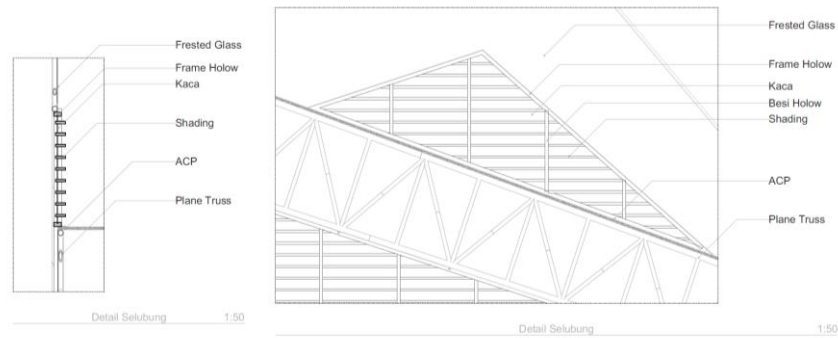 Frested Glass
Frame Holow
Kaca
Shading
ACP
Plane Truss
Detail Selubung 1:50
Frested Glass
Frame Holow
Kaca
Besi Holow
Shading
ACP
Plane Truss
Detail Selubung 1:50